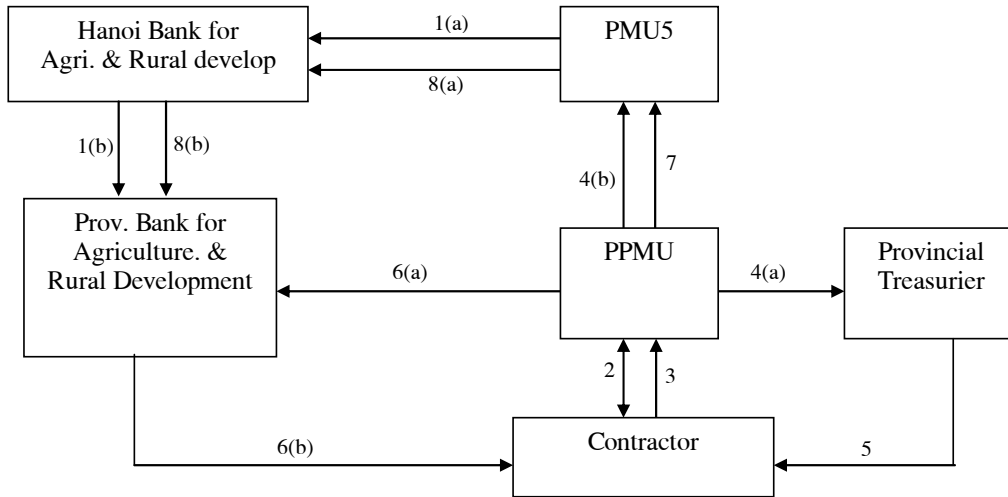 Hanoi Bank for
Agri. & Rural develop
1(a)
PMU5
8(a)
1(b)
8(b)
4(b)
7
Prov. Bank for
Agriculture. &
Rural Development
6(a)
PPMU
4(a)
Provincial
Treasurier
2
3
6(b)
Contractor
5